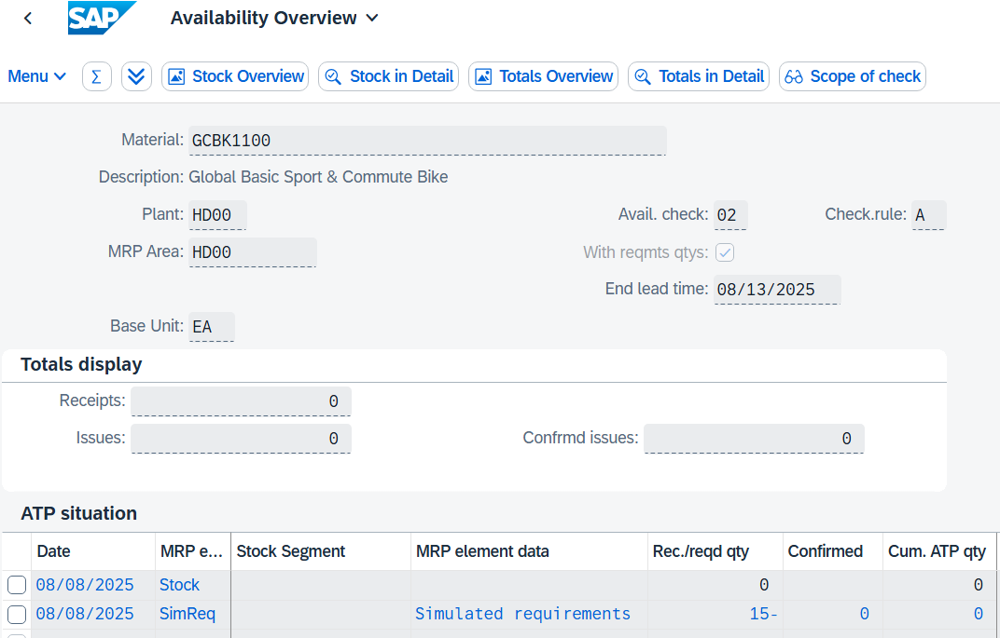 SAP Availability Overview
Menu Σ Stock Overview Stock in Detail Totals Overview Totals in Detail Scope of check
Material: GCBK1100
Description: Global Basic Sport & Commute Bike
Plant: HD00 Avail. check: 02 Check.rule: A
MRP Area: HD00 With reqmts qtys:
End lead time: 08/13/2025
Base Unit: EA
Totals display
Receipts: 0
Issues: 0 Confrmd issues: 0
ATP situation
Date MRP e... Stock Segment MRP element data Rec./reqd qty Confirmed Cum. ATP qty
08/08/2025 Stock 0 0
08/08/2025 SimReq Simulated requirements 15- 0 0